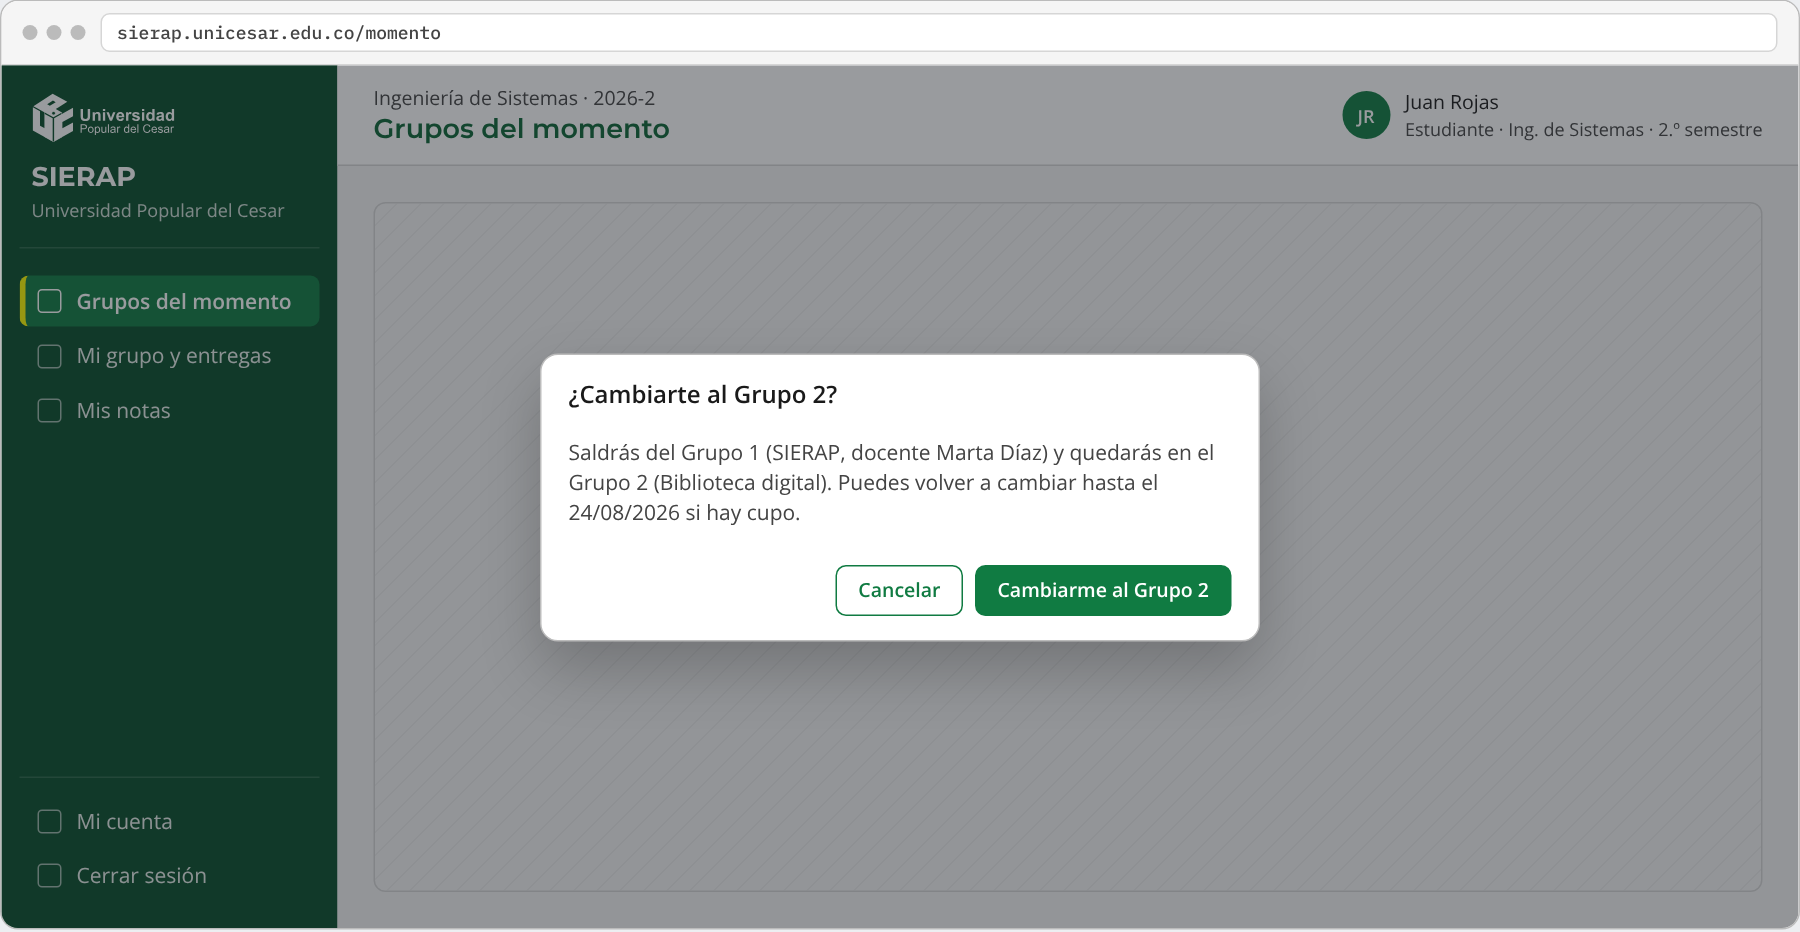 sierap.unicesar.edu.co/momento
Universidad
Popular del Cesar
SIERAP
Universidad Popular del Cesar
Grupos del momento
Mi grupo y entregas
Mis notas
Mi cuenta
Cerrar sesión
Ingeniería de Sistemas · 2026-2
Grupos del momento
JR
Juan Rojas
Estudiante · Ing. de Sistemas · 2.º semestre
¿Cambiarte al Grupo 2?
Saldrás del Grupo 1 (SIERAP, docente Marta Díaz) y quedarás en el
Grupo 2 (Biblioteca digital). Puedes volver a cambiar hasta el
24/08/2026 si hay cupo.
Cancelar
Cambiarme al Grupo 2